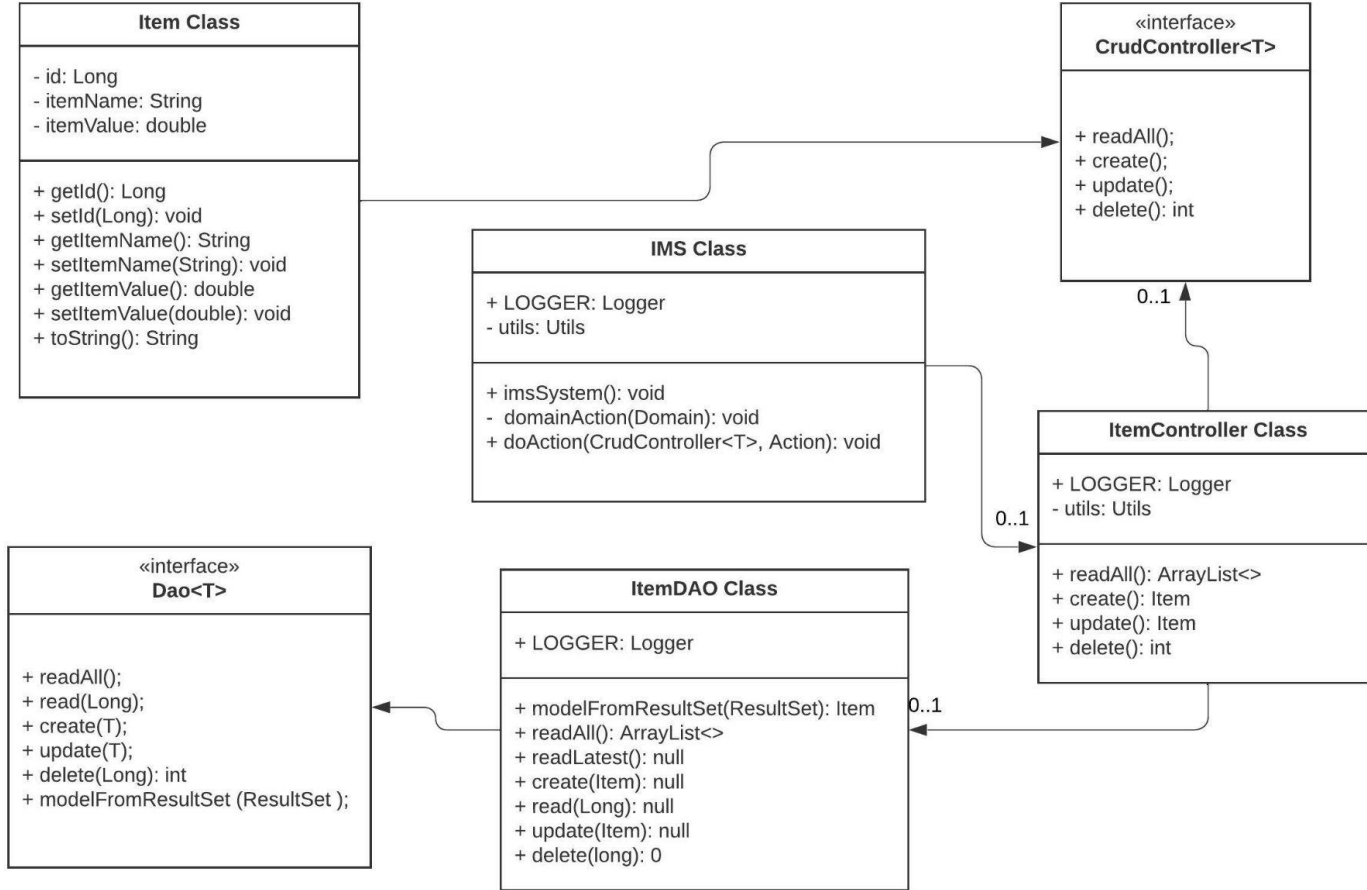 Item Class
- id: Long
- itemName: String
- itemValue: double
+ getId(): Long
+ setId(Long): void
+ getItemName(): String
+ setItemName(String): void
+ getItemValue(): double
+ setItemValue(double): void
+ toString(): String
«interface»
CrudController<T>
+ readAll();
+ create();
+ update();
+ delete(): int
0..1
IMS Class
+ LOGGER: Logger
- utils: Utils
+ imsSystem(): void
- domainAction(Domain): void
+ doAction(CrudController<T>, Action): void
0..1
ItemController Class
+ LOGGER: Logger
- utils: Utils
+ readAll(): ArrayList<>
+ create(): Item
+ update(): Item
+ delete(): int
«interface»
Dao<T>
+ readAll();
+ read(Long);
+ create(T);
+ update(T);
+ delete(Long): int
+ modelFromResultSet (ResultSet );
ItemDAO Class
+ LOGGER: Logger
+ modelFromResultSet(ResultSet): Item
+ readAll(): ArrayList<>
+ readLatest(): null
+ create(Item): null
+ read(Long): null
+ update(Item): null
+ delete(long): 0
0..1